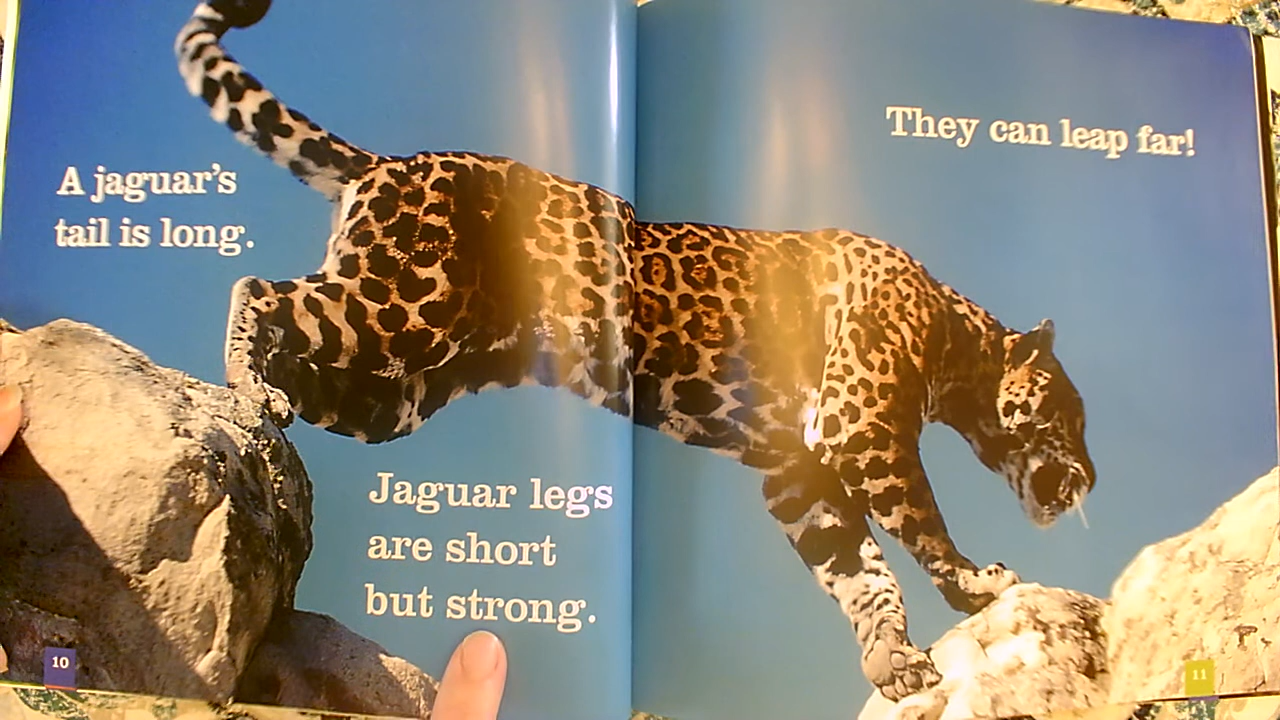 A jaguar's
tail is long.
Jaguar legs
are short
but strong.
10
They can leap far!
11